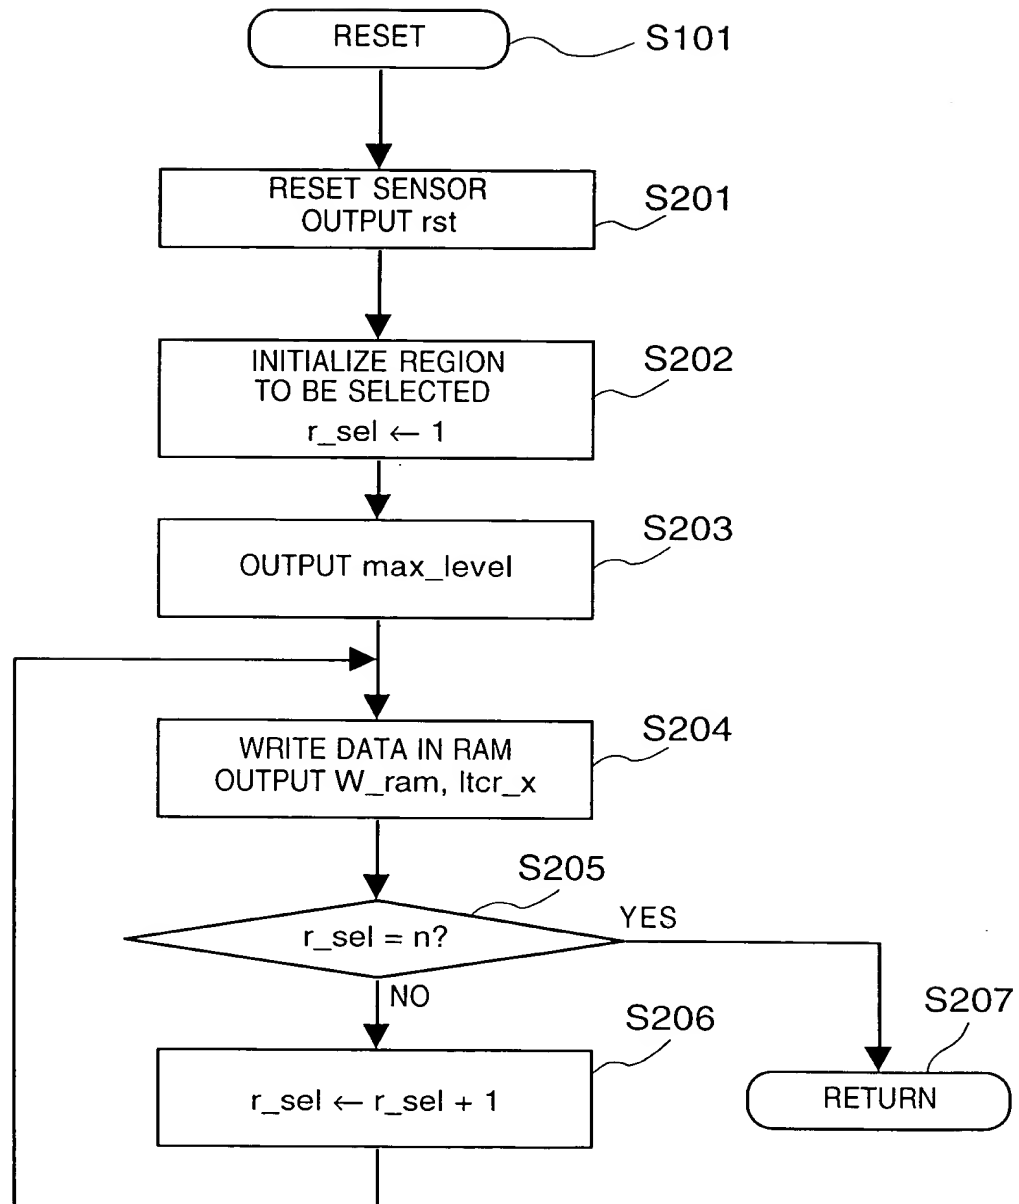 RESET
S101
RESET SENSOR
OUTPUT rst
S201
INITIALIZE REGION
TO BE SELECTED
r_sel ← 1
S202
OUTPUT max_level
S203
WRITE DATA IN RAM
OUTPUT W_ram, ltcr_x
S204
r_sel = n?
S205
YES
NO
r_sel ← r_sel + 1
S206
RETURN
S207